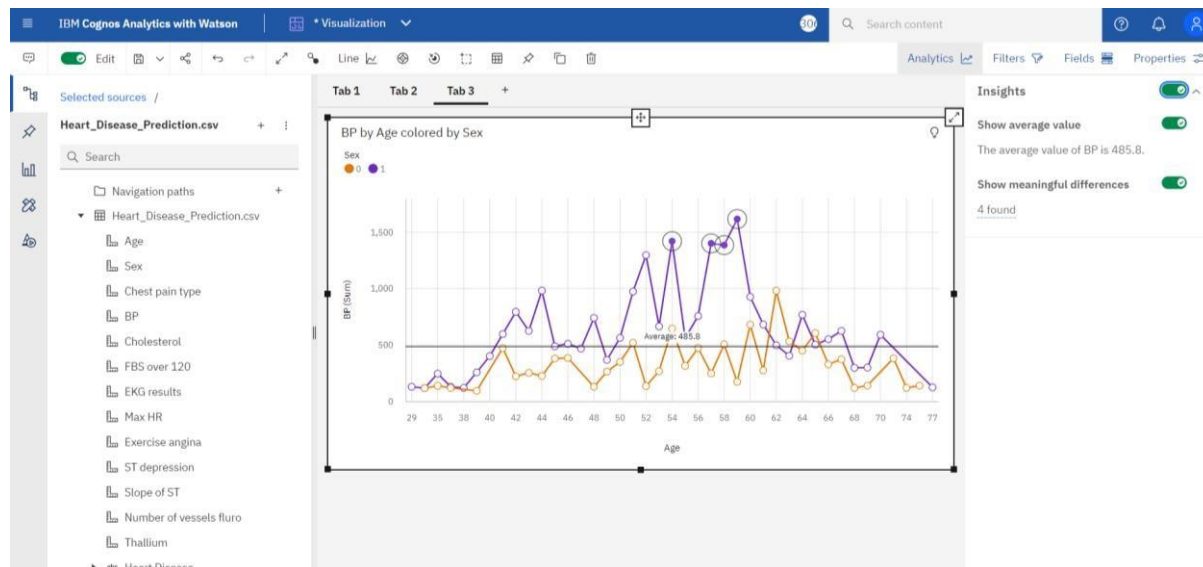 IBM Cognos Analytics with Watson
* Visualization
Search content
Edit
Line
Analytics
Filters
Fields
Properties
Selected sources /
Heart_Disease_Prediction.csv
Search
Navigation paths
Heart_Disease_Prediction.csv
Age
Sex
Chest pain type
BP
Cholesterol
FBS over 120
EKG results
Max HR
Exercise angina
ST depression
Slope of ST
Number of vessels fluro
Thallium
Tab 1 Tab 2 Tab 3 +
BP by Age colored by Sex
Sex
0 1
BP (Sum)
1,500
1,000
500
0
Average: 485.8
29 35 38 40 42 44 46 48 50 52 54 56 58 60 62 64 66 68 70 74 77
Age
Insights
Show average value
The average value of BP is 485.8.
Show meaningful differences
4 found